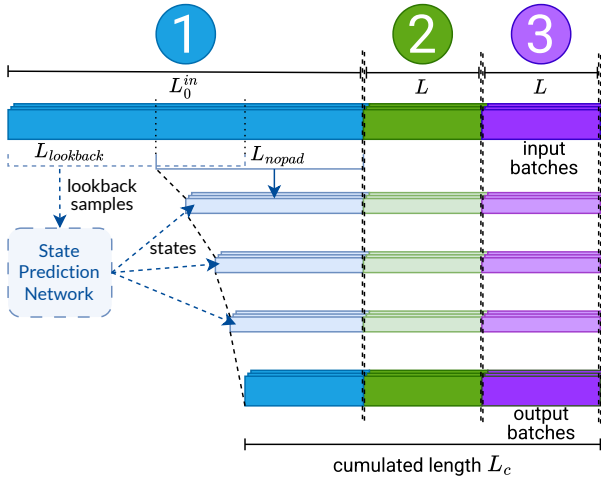 1 2 3
L_0^{in} L L
L_{lookback} L_{nopad}
input
batches
lookback
samples
State
Prediction
Network
states
output
batches
cumulated length L_c